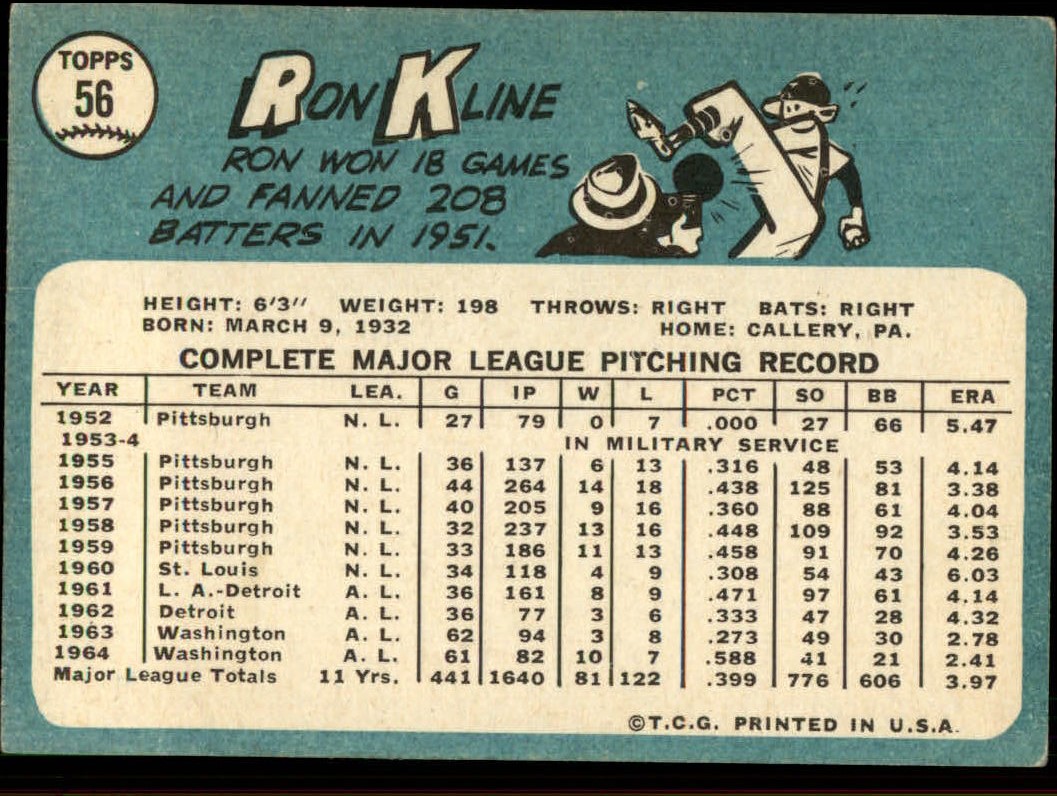 TOPPS
56
RON KLINE
RON WON 18 GAMES
AND FANNED 208
BATTERS IN 1951.
HEIGHT: 6'3" WEIGHT: 198 THROWS: RIGHT BATS: RIGHT
BORN: MARCH 9, 1932 HOME: CALLERY, PA.
COMPLETE MAJOR LEAGUE PITCHING RECORD
YEAR TEAM LEA. G IP W L PCT SO BB ERA
1952 Pittsburgh N. L. 27 79 0 7 .000 27 66 5.47
1953-4 IN MILITARY SERVICE
1955 Pittsburgh N. L. 36 137 6 13 .316 48 53 4.14
1956 Pittsburgh N. L. 44 264 14 18 .438 125 81 3.38
1957 Pittsburgh N. L. 40 205 9 16 .360 88 61 4.04
1958 Pittsburgh N. L. 32 237 13 16 .448 109 92 3.53
1959 Pittsburgh N. L. 33 186 11 13 .458 91 70 4.26
1960 St. Louis N. L. 34 118 4 9 .308 54 43 6.03
1961 L. A.-Detroit A. L. 36 161 8 9 .471 97 61 4.14
1962 Detroit A. L. 36 77 3 6 .333 47 28 4.32
1963 Washington A. L. 62 94 3 8 .273 49 30 2.78
1964 Washington A. L. 61 82 10 7 .588 41 21 2.41
Major League Totals 11 Yrs. 441 1640 81 122 .399 776 606 3.97
©T.C.G. PRINTED IN U.S.A.